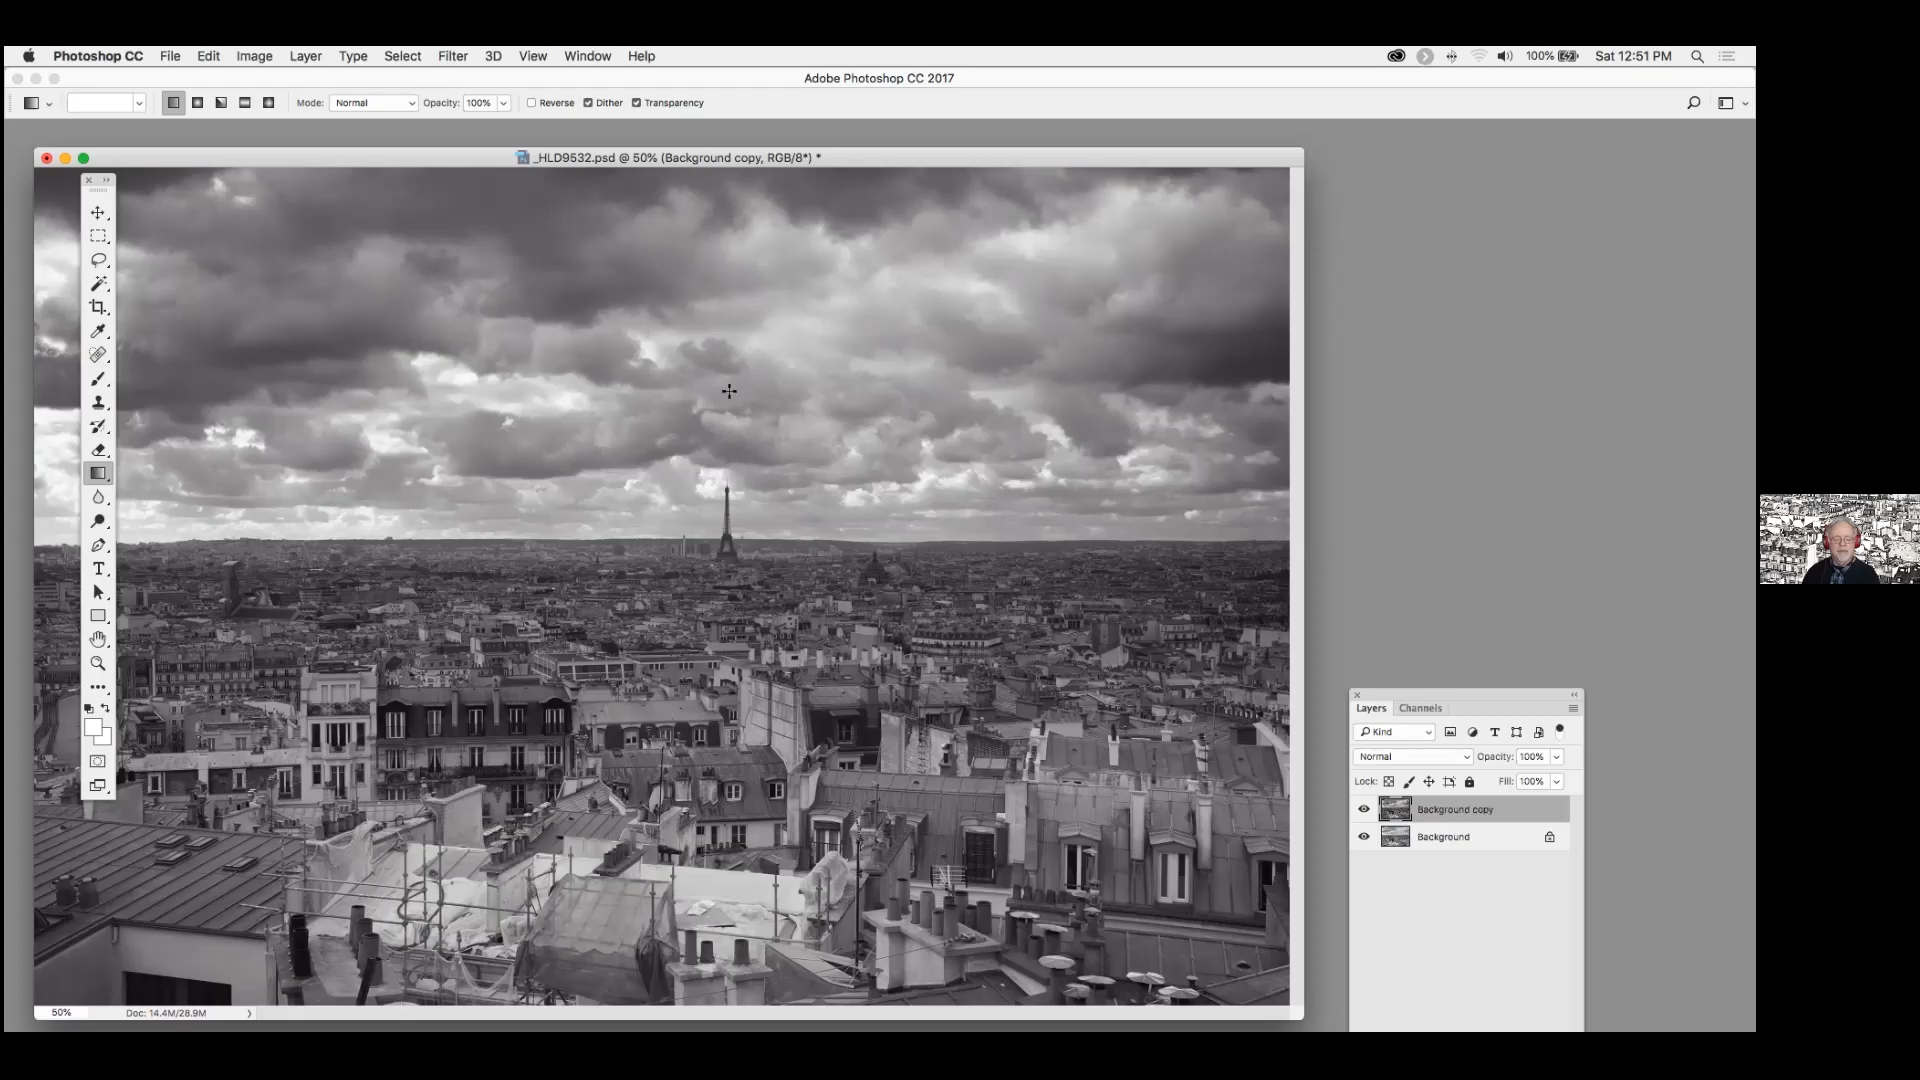 Photoshop CC File Edit Image Layer Type Select Filter 3D View Window Help 100% Sat 12:51 PM
Adobe Photoshop CC 2017
Mode: Normal Opacity: 100% Reverse Dither Transparency
_HLD9532.psd @ 50% (Background copy, RGB/8*) *
Layers Channels
Kind
Normal Opacity: 100%
Lock: Fill: 100%
Background copy
Background
50% Doc: 14.4M/28.9M